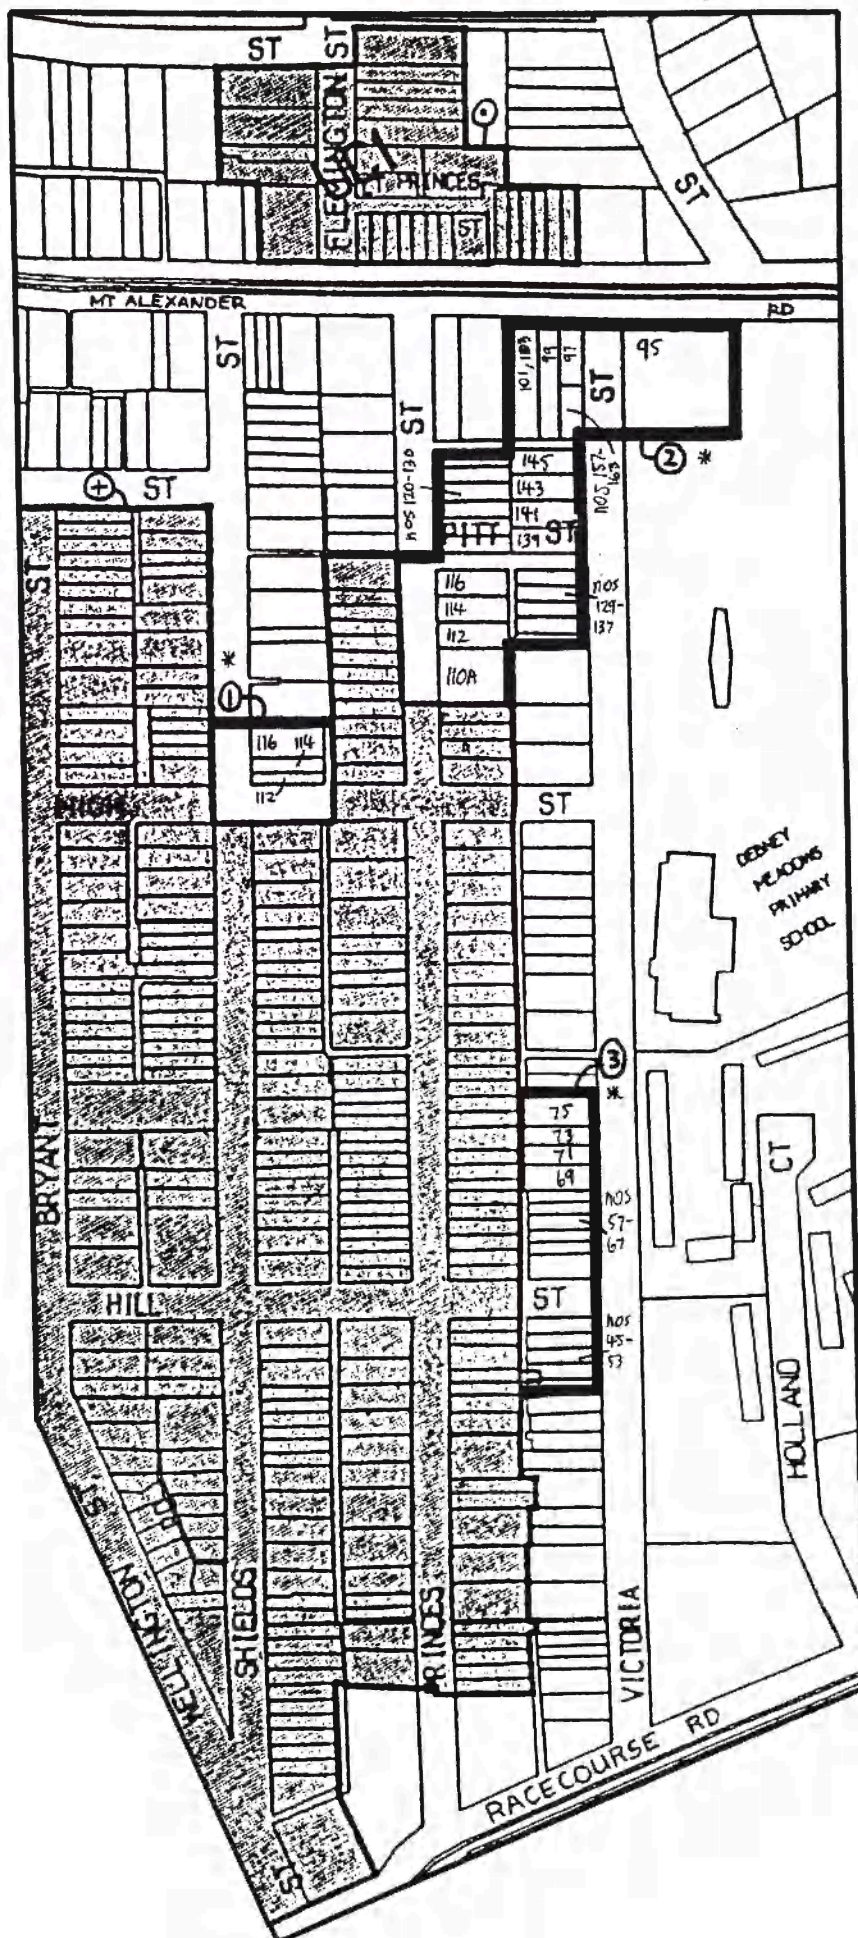 ST
ST
PRINCES
ST
ST
MT ALEXANDER
RD
ST
101, 103
99
97
ST
95
ST
nos 120-130
145
143
141
139
PITT ST
nos 157-
163
2 *
+
ST
ST
116
114
112
110A
nos
129-
137
*
1
116 114
112
HIGH
ST
DEBNEY
MEADOWS
PRIMARY
SCHOOL
3
*
75
73
71
69
nos
57-
67
CT
BRYANT
HILL
ST
nos
45-
53
HOLLAND
ST
RD
WELLINGTON
SHIELDS
PRINCES
VICTORIA
RACECOURSE RD
ST